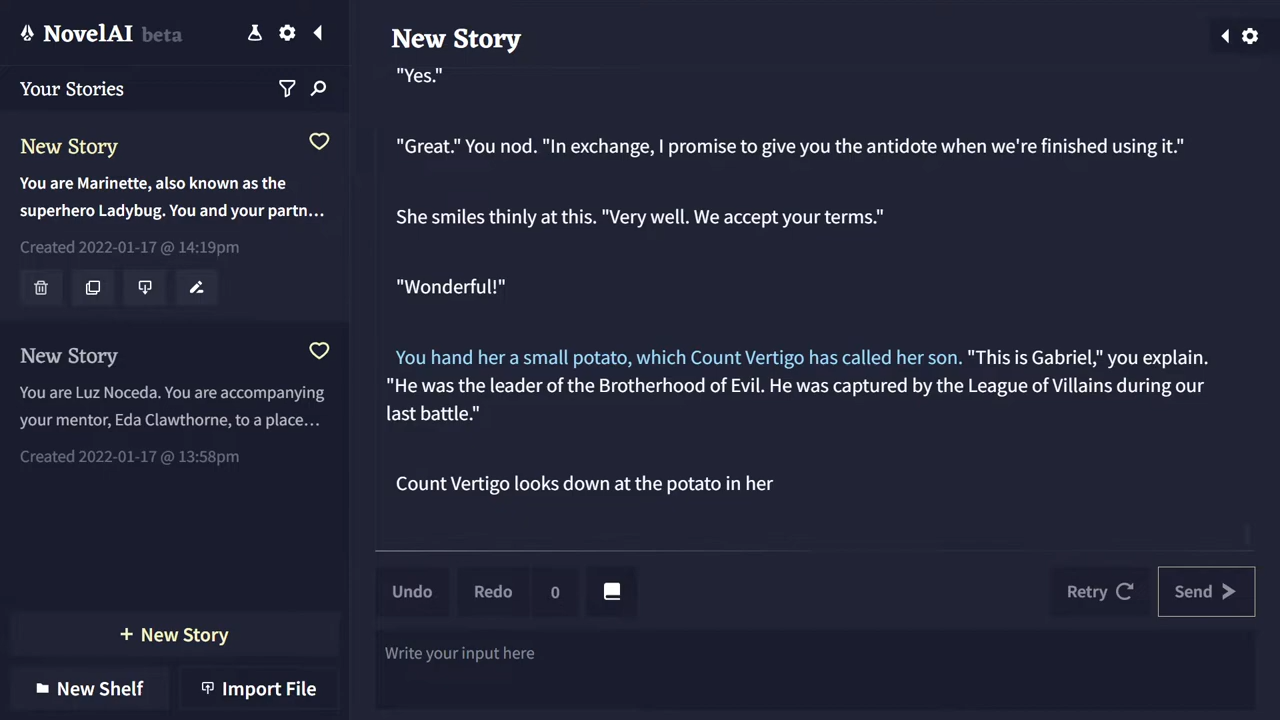 NovelAI beta
Your Stories
New Story
You are Marinette, also known as the
superhero Ladybug. You and your partn...
Created 2022-01-17 @ 14:19pm
New Story
You are Luz Noceda. You are accompanying
your mentor, Eda Clawthorne, to a place...
Created 2022-01-17 @ 13:58pm
+ New Story
New Shelf
Import File
New Story
"Yes."
"Great." You nod. "In exchange, I promise to give you the antidote when we're finished using it."
She smiles thinly at this. "Very well. We accept your terms."
"Wonderful!"
You hand her a small potato, which Count Vertigo has called her son. "This is Gabriel," you explain.
"He was the leader of the Brotherhood of Evil. He was captured by the League of Villains during our
last battle."
Count Vertigo looks down at the potato in her
Undo
Redo
0
Retry
Send
Write your input here